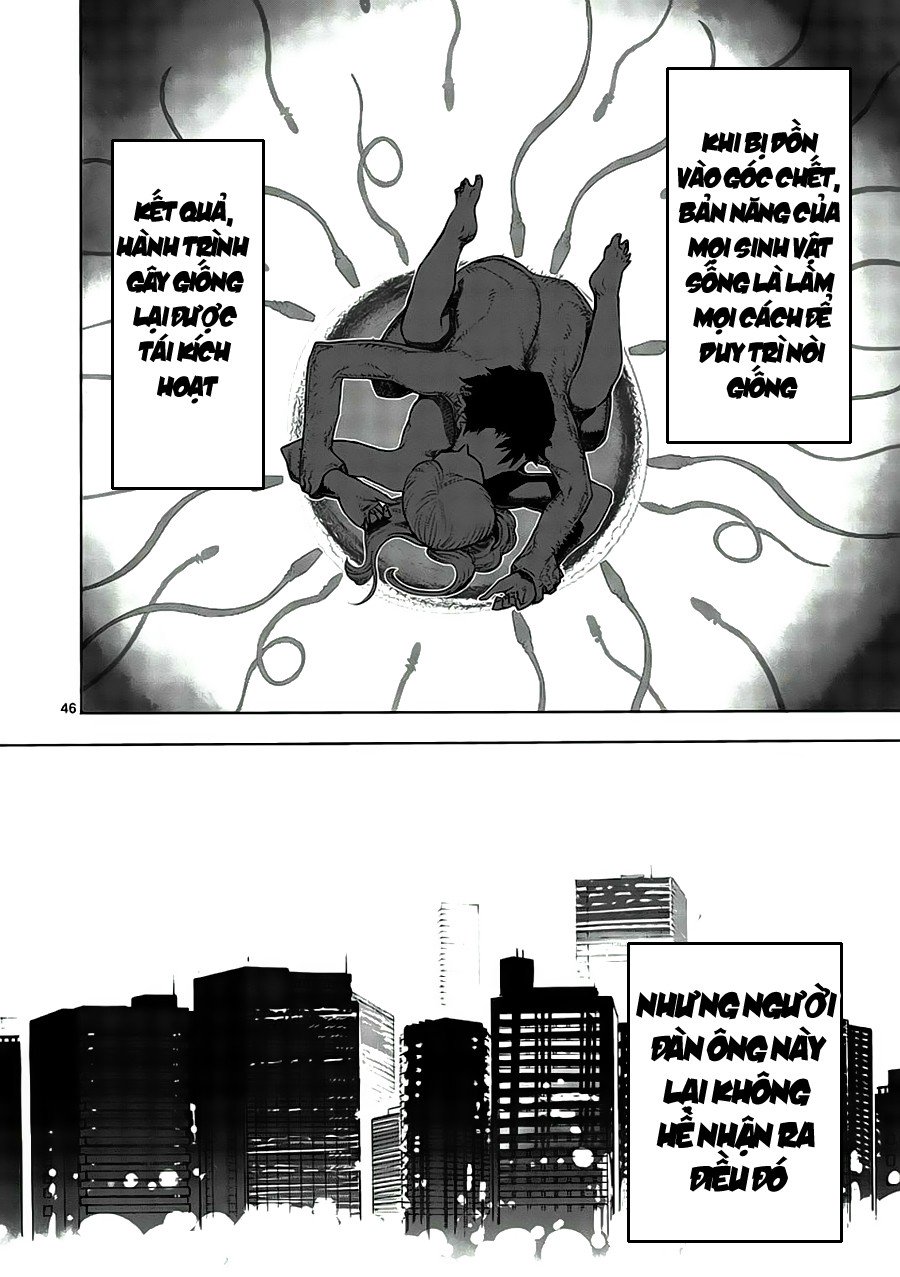 KHI BỊ DỒN
VÀO GÓC CHẾT,
BẢN NĂNG CỦA
MỌI SINH VẬT
SỐNG LÀ LÀM
MỌI CÁCH ĐỂ
DUY TRÌ NÒI
GIỐNG
KẾT QUẢ,
HÀNH TRÌNH
GÂY GIỐNG
LẠI ĐƯỢC
TÁI KÍCH
HOẠT
46
NHƯNG NGƯỜI
ĐÀN ÔNG NÀY
LẠI KHÔNG
HỀ NHẬN RA
ĐIỀU ĐÓ